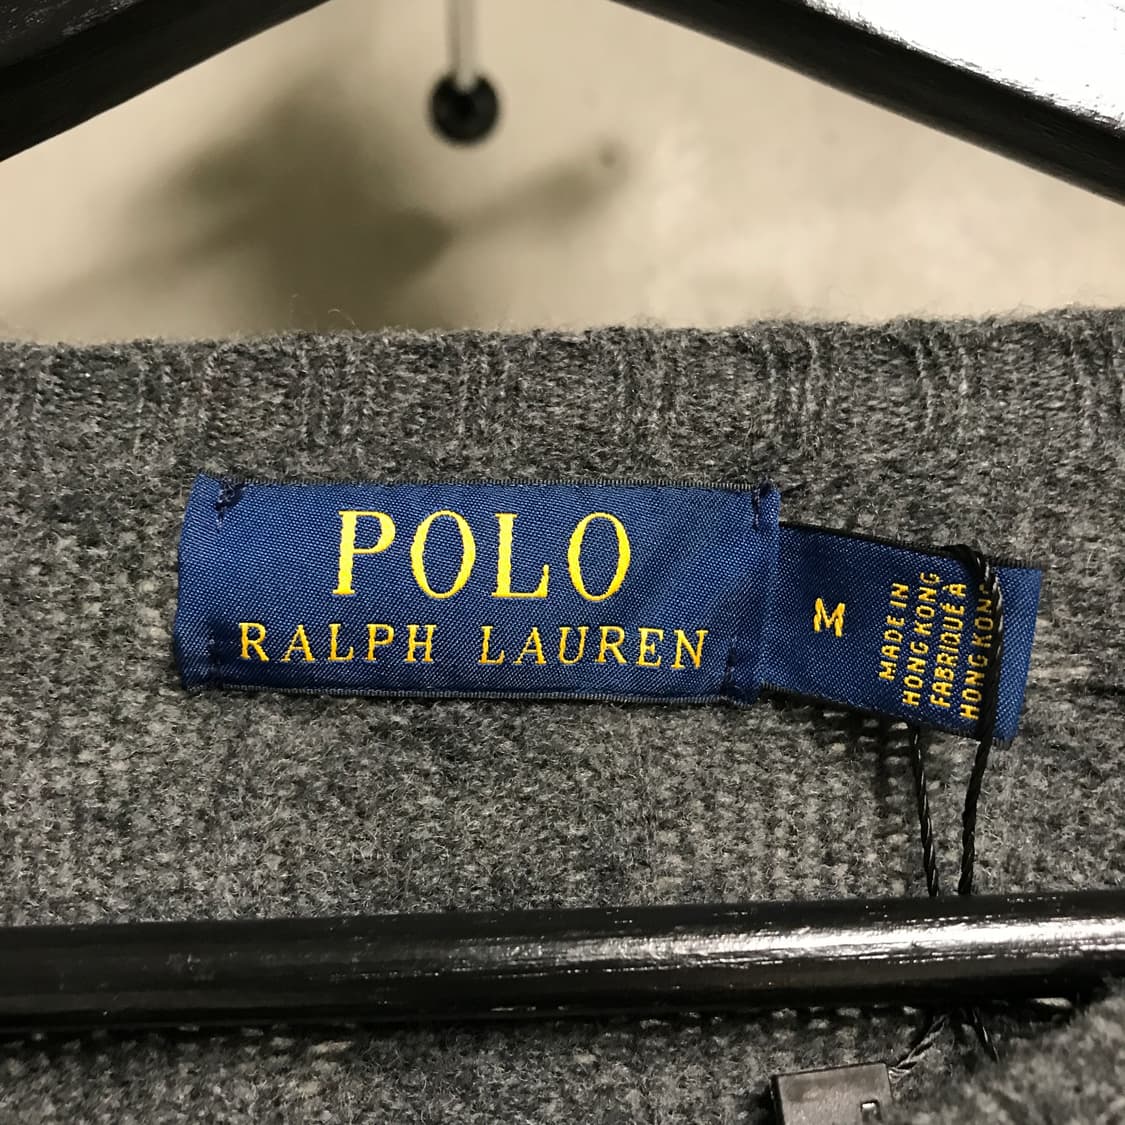 POLO
RALPH LAUREN
M
MADE IN
HONG KONG
FABRIQUÉ À
HONG KONG